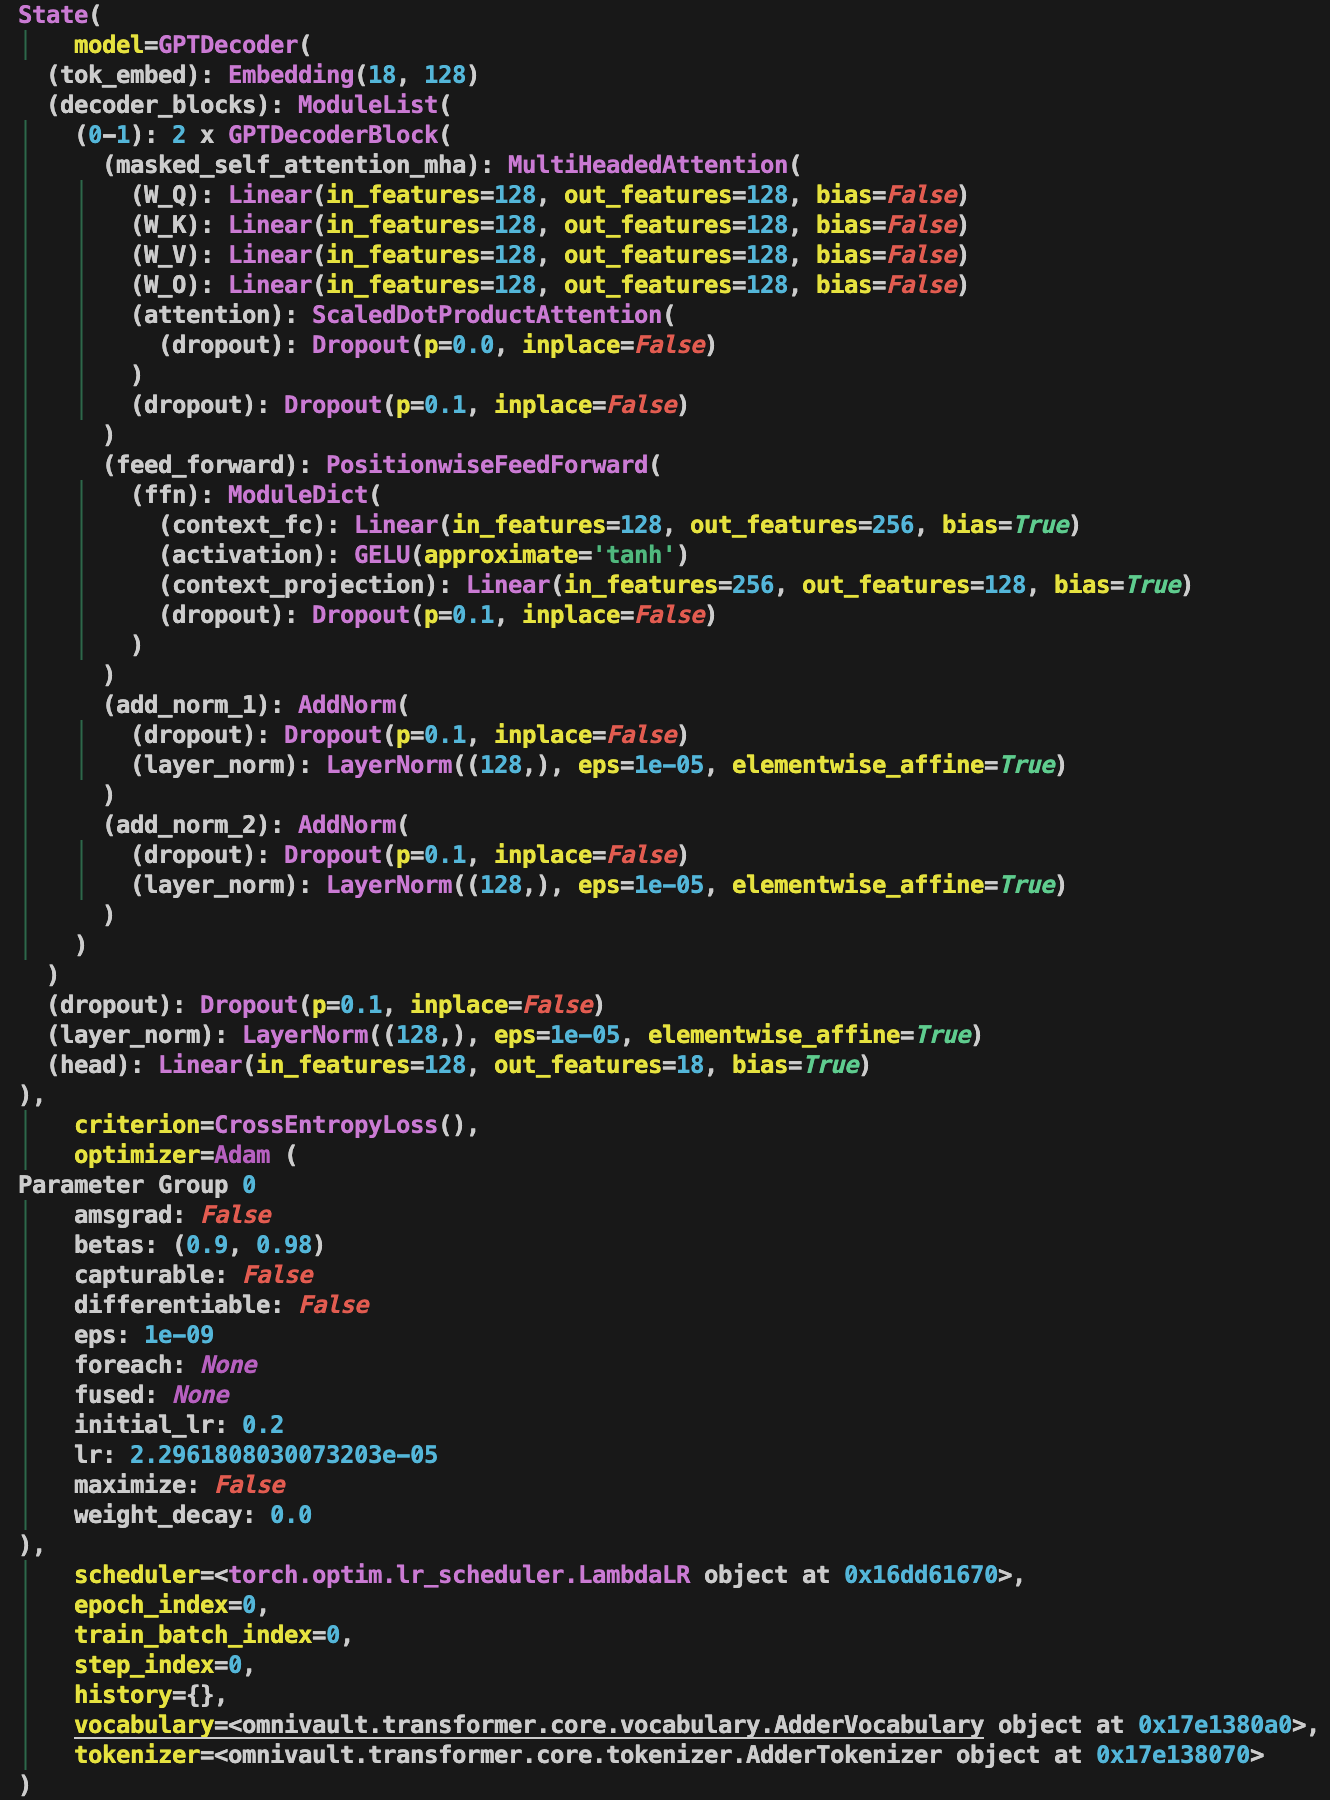 State(
    model=GPTDecoder(
  (tok_embed): Embedding(18, 128)
  (decoder_blocks): ModuleList(
    (0-1): 2 x GPTDecoderBlock(
      (masked_self_attention_mha): MultiHeadedAttention(
        (W_Q): Linear(in_features=128, out_features=128, bias=False)
        (W_K): Linear(in_features=128, out_features=128, bias=False)
        (W_V): Linear(in_features=128, out_features=128, bias=False)
        (W_O): Linear(in_features=128, out_features=128, bias=False)
        (attention): ScaledDotProductAttention(
          (dropout): Dropout(p=0.0, inplace=False)
        )
        (dropout): Dropout(p=0.1, inplace=False)
      )
      (feed_forward): PositionwiseFeedForward(
        (ffn): ModuleDict(
          (context_fc): Linear(in_features=128, out_features=256, bias=True)
          (activation): GELU(approximate='tanh')
          (context_projection): Linear(in_features=256, out_features=128, bias=True)
          (dropout): Dropout(p=0.1, inplace=False)
        )
      )
      (add_norm_1): AddNorm(
        (dropout): Dropout(p=0.1, inplace=False)
        (layer_norm): LayerNorm((128,), eps=1e-05, elementwise_affine=True)
      )
      (add_norm_2): AddNorm(
        (dropout): Dropout(p=0.1, inplace=False)
        (layer_norm): LayerNorm((128,), eps=1e-05, elementwise_affine=True)
      )
    )
  )
  (dropout): Dropout(p=0.1, inplace=False)
  (layer_norm): LayerNorm((128,), eps=1e-05, elementwise_affine=True)
  (head): Linear(in_features=128, out_features=18, bias=True)
),
    criterion=CrossEntropyLoss(),
    optimizer=Adam (
Parameter Group 0
    amsgrad: False
    betas: (0.9, 0.98)
    capturable: False
    differentiable: False
    eps: 1e-09
    foreach: None
    fused: None
    initial_lr: 0.2
    lr: 2.2961808030073203e-05
    maximize: False
    weight_decay: 0.0
),
    scheduler=<torch.optim.lr_scheduler.LambdaLR object at 0x16dd61670>,
    epoch_index=0,
    train_batch_index=0,
    step_index=0,
    history={},
    vocabulary=<omnivault.transformer.core.vocabulary.AdderVocabulary object at 0x17e1380a0>,
    tokenizer=<omnivault.transformer.core.tokenizer.AdderTokenizer object at 0x17e138070>
)